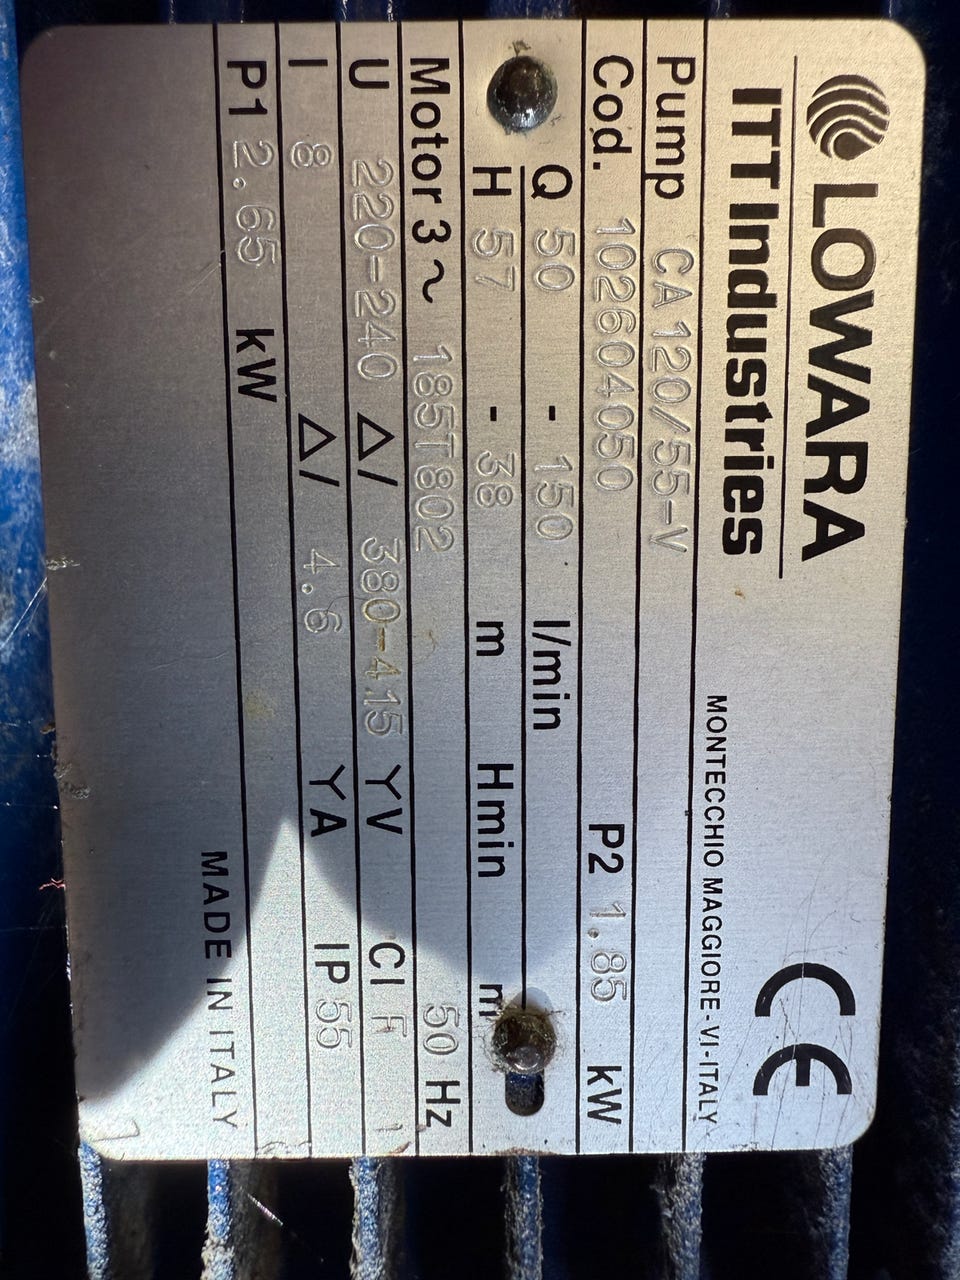 LOWARA
ITT Industries
CE
MONTECCHIO MAGGIORE-VI-ITALY
Pump CA 120/55-V
Cod. 102604050 P2 1.85 kW
Q 50 - 150 l/min
H 57 - 38 m Hmin m
Motor 3 ~ 185T802 50 Hz
U 220-240 Δ/ 380-415 Y V Cl F
I 8 Δ/ 4.6 Y A IP 55
P1 2.65 kW
MADE IN ITALY